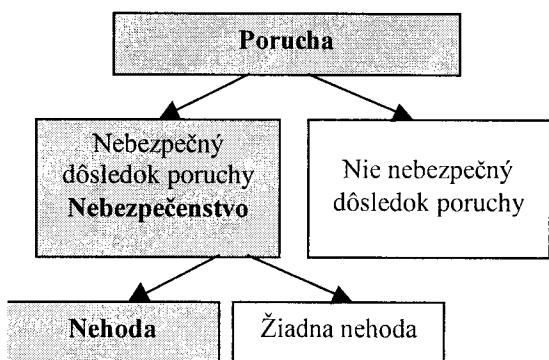 Porucha
Nebezpečný
dôsledok poruchy
Nebezpečenstvo
Nie nebezpečný
dôsledok poruchy
Nehoda
Žiadna nehoda